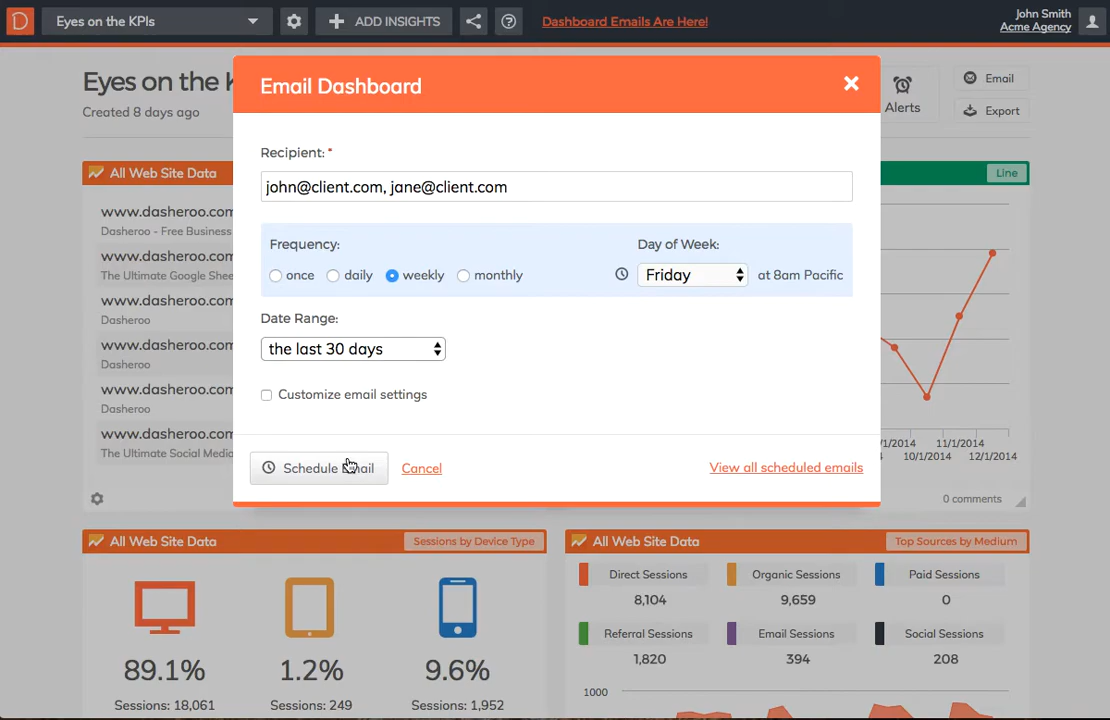 Eyes on the KPIs
ADD INSIGHTS
Dashboard Emails Are Here!
John Smith
Acme Agency
Eyes on the K
Created 8 days ago
Alerts
Email
Export
Email Dashboard
Recipient: *
john@client.com, jane@client.com
Frequency:
Day of Week:
once
daily
weekly
monthly
Friday
at 8am Pacific
Date Range:
the last 30 days
Customize email settings
Schedule Email
Cancel
View all scheduled emails
All Web Site Data
Line
www.dasheroo.com
Dasheroo - Free Business
www.dasheroo.com
The Ultimate Google Shee
www.dasheroo.com
Dasheroo
www.dasheroo.com
Dasheroo
www.dasheroo.com
Dasheroo
www.dasheroo.com
The Ultimate Social Media
/1/2014
10/1/2014
11/1/2014
12/1/2014
0 comments
All Web Site Data
Sessions by Device Type
89.1%
1.2%
9.6%
Sessions: 18,061
Sessions: 249
Sessions: 1,952
All Web Site Data
Top Sources by Medium
Direct Sessions
Organic Sessions
Paid Sessions
8,104
9,659
0
Referral Sessions
Email Sessions
Social Sessions
1,820
394
208
1000